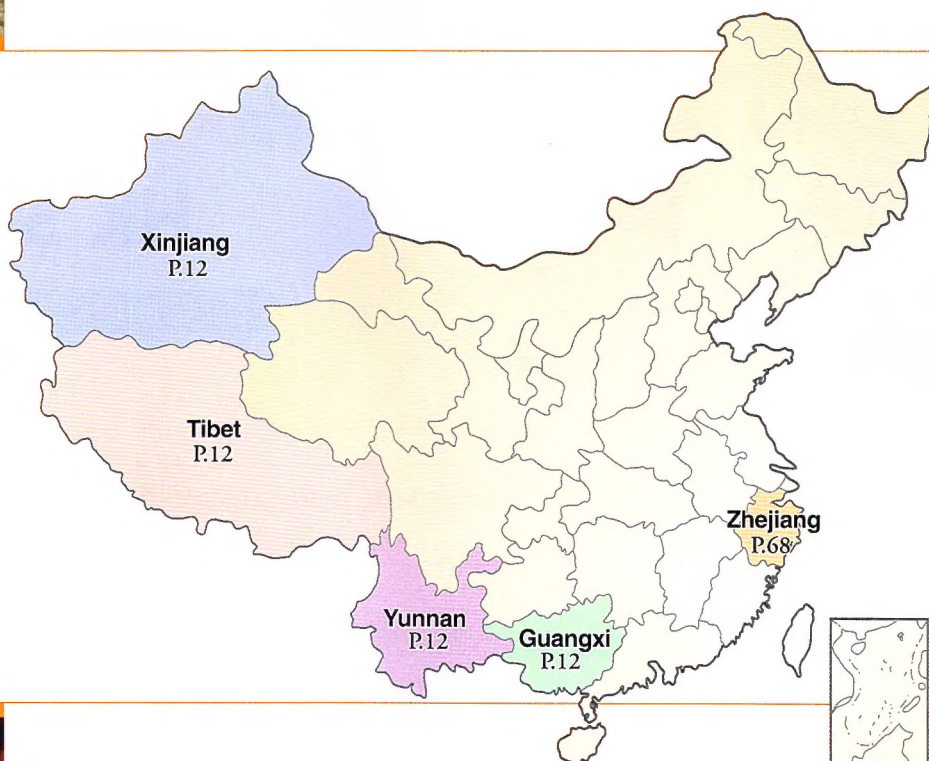 Xinjiang
P.12
Tibet
P.12
Zhejiang
P.68
Yunnan
P.12
Guangxi
P.12